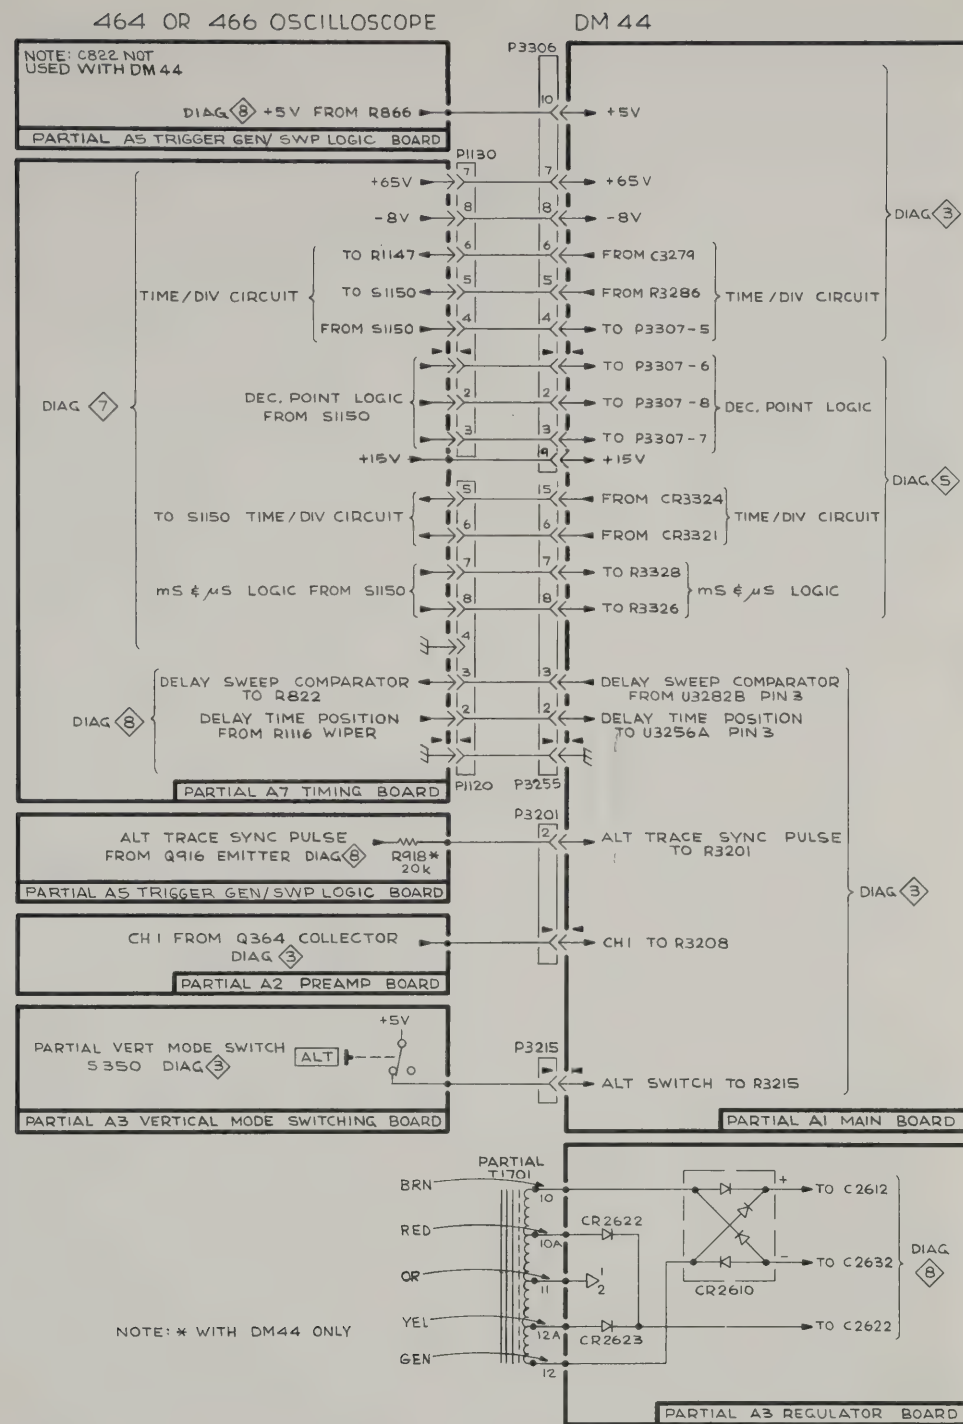 464 OR 466 OSCILLOSCOPE
DM 44
NOTE: C822 NOT
USED WITH DM 44
P3306
DIAG 8 +5V FROM R866
10
+5V
PARTIAL A5 TRIGGER GEN/ SWP LOGIC BOARD
P1130
+65V
7
7
+65V
-8V
8
8
-8V
DIAG 3
TO R1147
6
6
FROM C3279
TIME/DIV CIRCUIT
TO S1150
5
5
FROM R3286
TIME/DIV CIRCUIT
FROM S1150
4
4
TO P3307-5
TO P3307-6
DIAG 7
DEC. POINT LOGIC
FROM S1150
2
2
TO P3307-8
DEC. POINT LOGIC
3
3
TO P3307-7
+15V
9
+15V
DIAG 5
TO S1150 TIME/DIV CIRCUIT
5
5
FROM CR3324
TIME/DIV CIRCUIT
6
6
FROM CR3321
mS & µS LOGIC FROM S1150
7
7
TO R3328
mS & µS LOGIC
8
8
TO R3326
4
DELAY SWEEP COMPARATOR
TO R822
3
3
DELAY SWEEP COMPARATOR
FROM U3282B PIN 3
DIAG 8
DELAY TIME POSITION
FROM R1116 WIPER
2
2
DELAY TIME POSITION
TO U3256A PIN 3
PARTIAL A7 TIMING BOARD
P1120
P3255
P3201
ALT TRACE SYNC PULSE
FROM Q916 EMITTER DIAG 8
R918*
20k
2
ALT TRACE SYNC PULSE
TO R3201
PARTIAL A5 TRIGGER GEN/SWP LOGIC BOARD
DIAG 3
CH 1 FROM Q364 COLLECTOR
DIAG 3
CH 1 TO R3208
PARTIAL A2 PREAMP BOARD
+5V
PARTIAL VERT MODE SWITCH
S350 DIAG 3
ALT
P3215
ALT SWITCH TO R3215
PARTIAL A3 VERTICAL MODE SWITCHING BOARD
PARTIAL A1 MAIN BOARD
PARTIAL
T1701
BRN
10
+
TO C2612
RED
10A
CR2622
OR
11
1
2
-
TO C2632
DIAG
8
CR2610
YEL
12A
CR2623
TO C2622
NOTE: * WITH DM44 ONLY
GEN
12
PARTIAL A3 REGULATOR BOARD